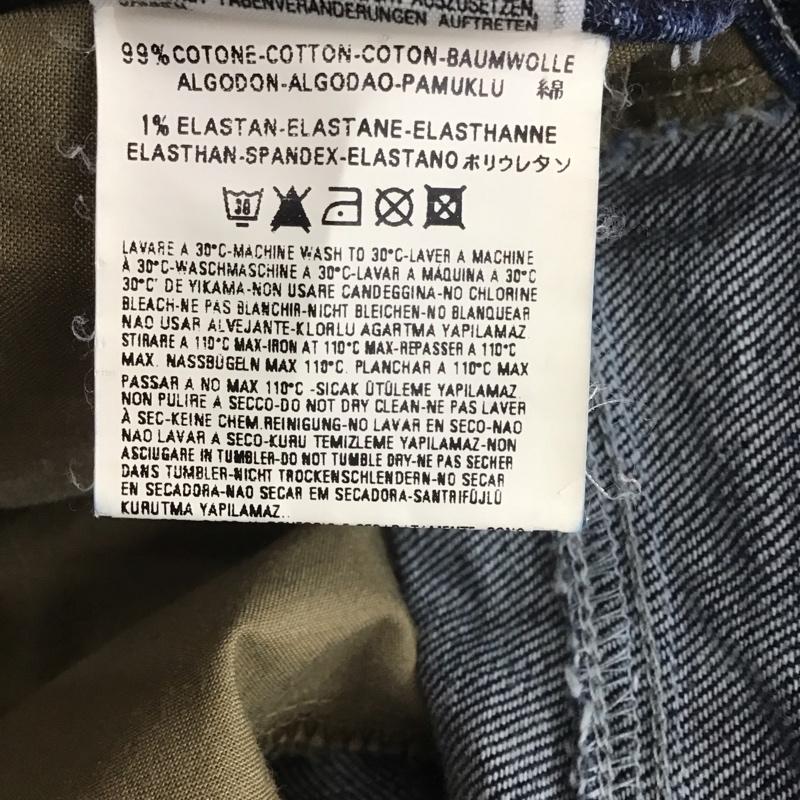 AUSZUSETZEN
FABENVERÄNDERUNGEN AUFTRETEN
99% COTONE-COTTON-COTON-BAUMWOLLE
ALGODON-ALGODAO-PAMUKLU 綿
1% ELASTAN-ELASTANE-ELASTHANNE
ELASTHAN-SPANDEX-ELASTANO ポリウレタン
30
LAVARE A 30°C-MACHINE WASH TO 30°C-LAVER A MACHINE
À 30°C-WASCHMASCHINE A 30°C-LAVAR A MÁQUINA A 30°C
30°C' DE YIKAMA-NON USARE CANDEGGINA-NO CHLORINE
BLEACH-NE PAS BLANCHIR-NICHT BLEICHEN-NO BLANQUEAR
NAO USAR ALVEJANTE-KLORLU AGARTMA YAPILAMAZ
STIRARE A 110°C MAX-IRON AT 110°C MAX-REPASSER A 110°C
MAX. NASSBÜGELN MAX 110°C. PLANCHAR A 110°C MAX
PASSAR A NO MAX 110°C -SICAK ÜTÜLEME YAPILAMAZ.
NON PULIRE A SECCO-DO NOT DRY CLEAN-NE PAS LAVER
À SEC-KEINE CHEM.REINIGUNG-NO LAVAR EN SECO-NAO
NAO LAVAR A SECO-KURU TEMIZLEME YAPILAMAZ-NON
ASCIUGARE IN TUMBLER-DO NOT TUMBLE DRY-NE PAS SECHER
DANS TUMBLER-NICHT TROCKENSCHLENDERN-NO SECAR
EN SECADORA-NAO SECAR EM SECADORA-SANTRIFÜJLÜ
KURUTMA YAPILAMAZ..